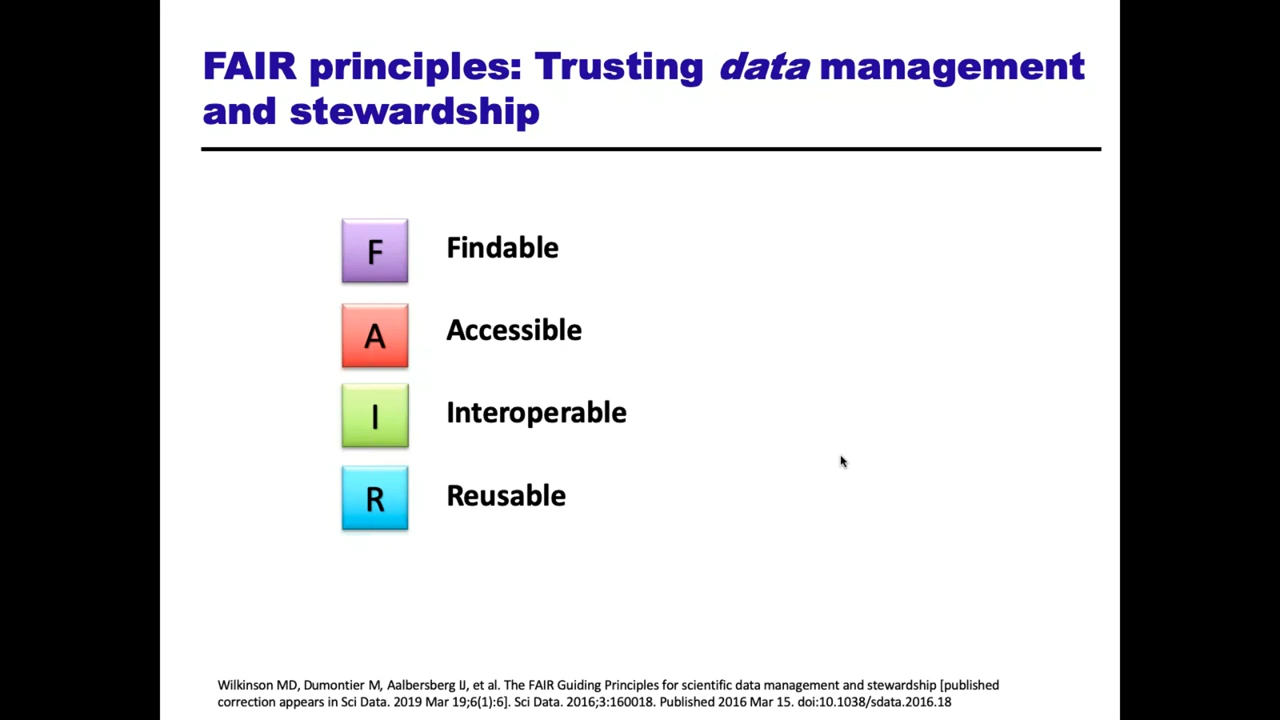 FAIR principles: Trusting data management
and stewardship
F Findable
A Accessible
I Interoperable
R Reusable
Wilkinson MD, Dumontier M, Aalbersberg IJ, et al. The FAIR Guiding Principles for scientific data management and stewardship [published
correction appears in Sci Data. 2019 Mar 19;6(1):6]. Sci Data. 2016;3:160018. Published 2016 Mar 15. doi:10.1038/sdata.2016.18